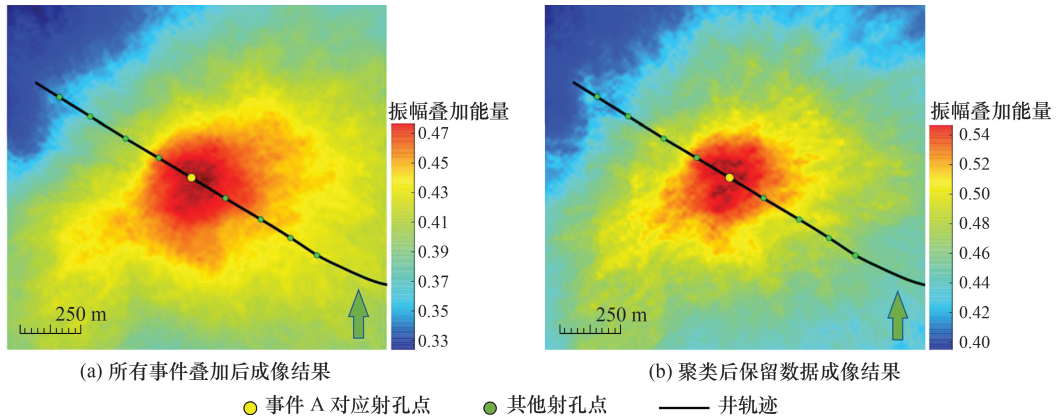 振幅叠加能量
0.47
0.45
0.43
0.41
0.39
0.37
0.35
0.33
250 m
(a) 所有事件叠加后成像结果
振幅叠加能量
0.54
0.52
0.50
0.48
0.46
0.44
0.42
0.40
250 m
(b) 聚类后保留数据成像结果
事件 A 对应射孔点 其他射孔点 井轨迹